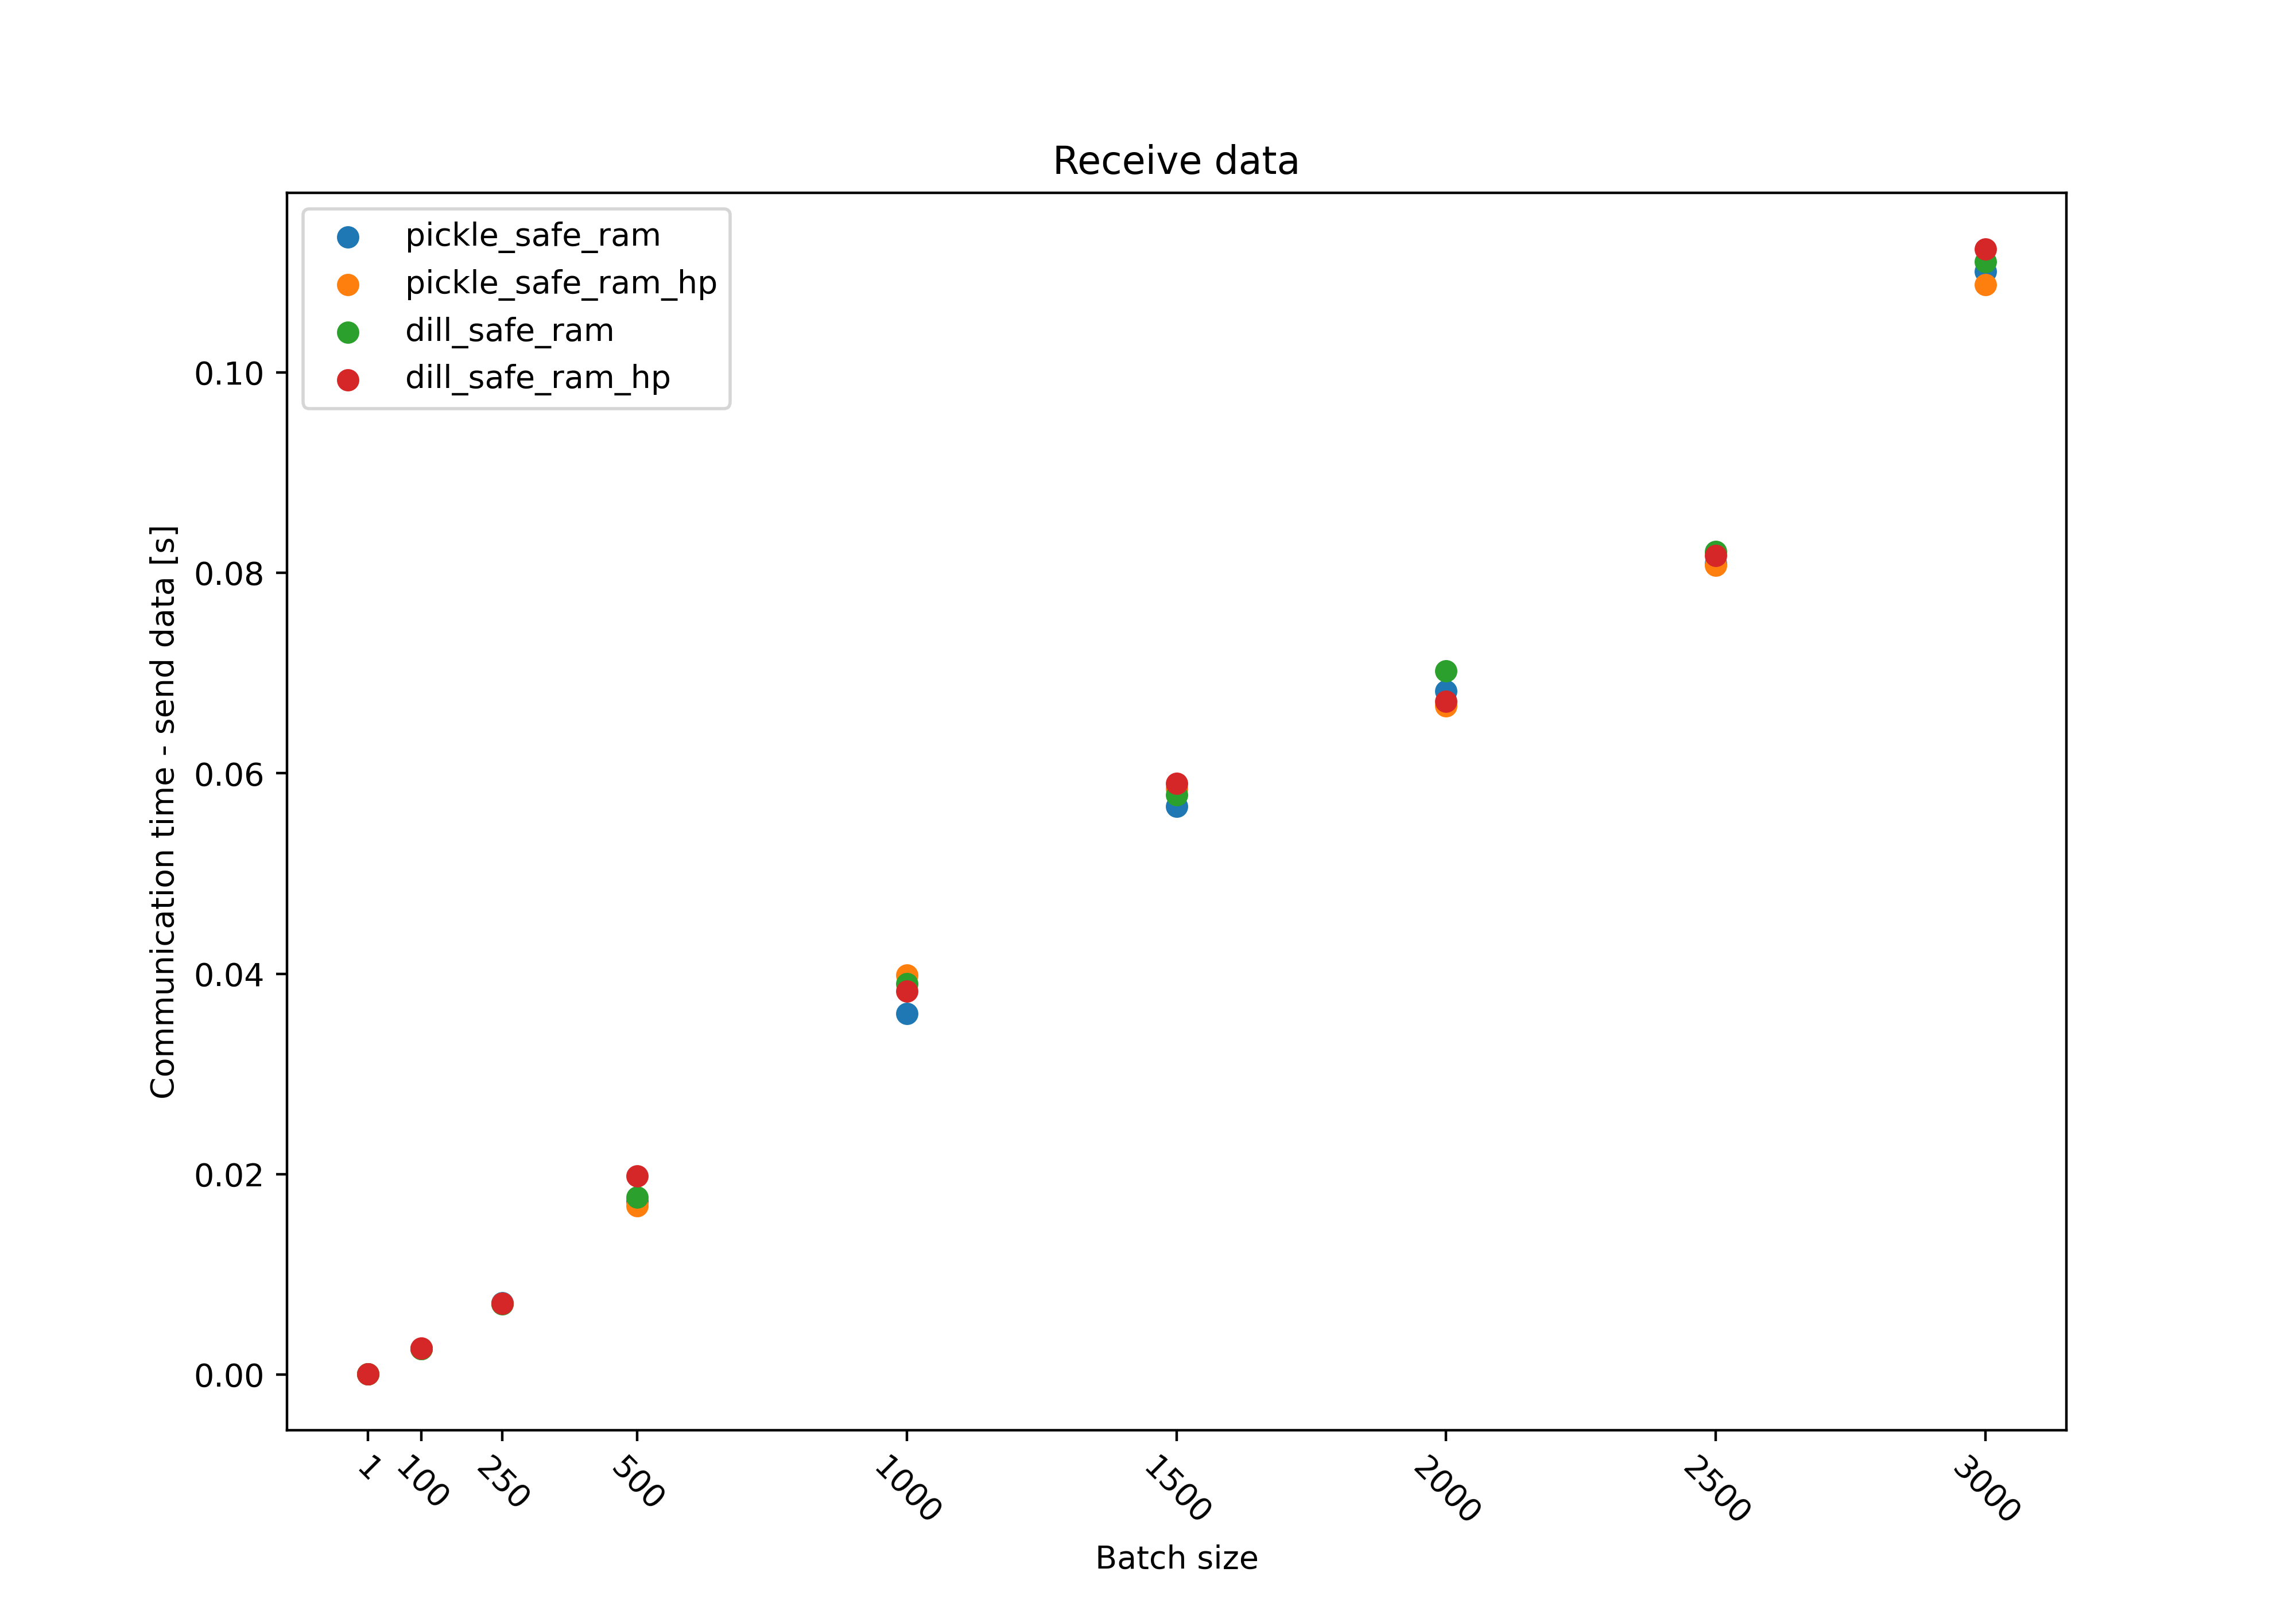 Receive data
pickle_safe_ram
pickle_safe_ram_hp
dill_safe_ram
dill_safe_ram_hp
Communication time - send data [s]
0.10
0.08
0.06
0.04
0.02
0.00
1 100 250 500 1000 1500 2000 2500 3000
Batch size